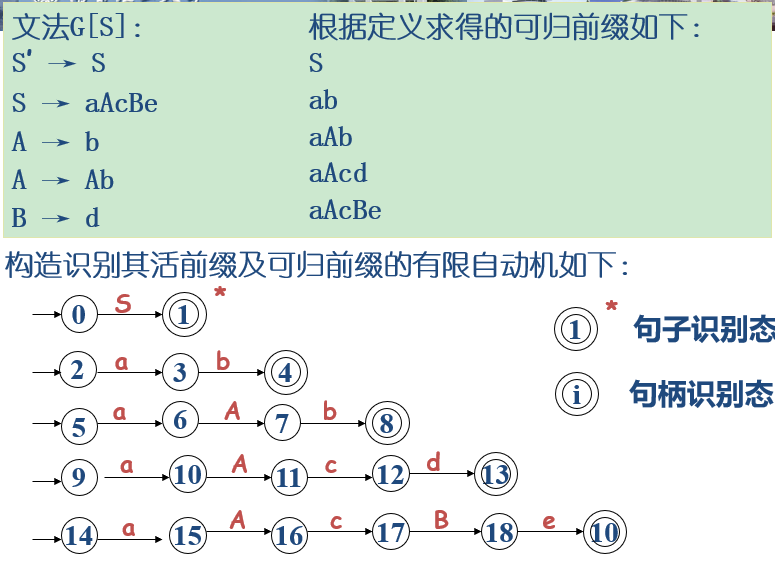 文法G[S]:
S' → S
S → aAcBe
A → b
A → Ab
B → d
根据定义求得的可归前缀如下:
S
ab
aAb
aAcd
aAcBe
构造识别其活前缀及可归前缀的有限自动机如下:
0 S 1 *
2 a 3 b 4
5 a 6 A 7 b 8
9 a 10 A 11 c 12 d 13
14 a 15 A 16 c 17 B 18 e 10
1 * 句子识别态
i 句柄识别态